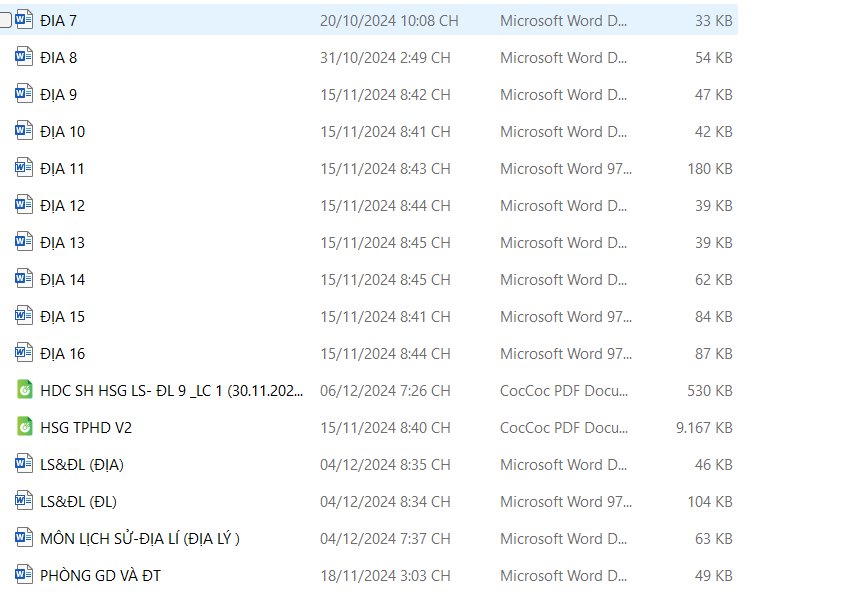 ĐIA 7 20/10/2024 10:08 CH Microsoft Word D... 33 KB
ĐIA 8 31/10/2024 2:49 CH Microsoft Word D... 54 KB
ĐỊA 9 15/11/2024 8:42 CH Microsoft Word D... 47 KB
ĐỊA 10 15/11/2024 8:41 CH Microsoft Word D... 42 KB
ĐỊA 11 15/11/2024 8:43 CH Microsoft Word 97... 180 KB
ĐỊA 12 15/11/2024 8:44 CH Microsoft Word D... 39 KB
ĐỊA 13 15/11/2024 8:45 CH Microsoft Word D... 39 KB
ĐỊA 14 15/11/2024 8:45 CH Microsoft Word D... 62 KB
ĐỊA 15 15/11/2024 8:41 CH Microsoft Word 97... 84 KB
ĐỊA 16 15/11/2024 8:44 CH Microsoft Word 97... 87 KB
HDC SH HSG LS- ĐL 9 _LC 1 (30.11.202... 06/12/2024 7:26 CH CocCoc PDF Docu... 530 KB
HSG TPHD V2 15/11/2024 8:40 CH CocCoc PDF Docu... 9.167 KB
LS&ĐL (ĐỊA) 04/12/2024 8:35 CH Microsoft Word D... 46 KB
LS&ĐL (ĐL) 04/12/2024 8:34 CH Microsoft Word 97... 104 KB
MÔN LỊCH SỬ-ĐỊA LÍ (ĐỊA LÝ ) 04/12/2024 7:37 CH Microsoft Word D... 63 KB
PHÒNG GD VÀ ĐT 18/11/2024 3:03 CH Microsoft Word D... 49 KB